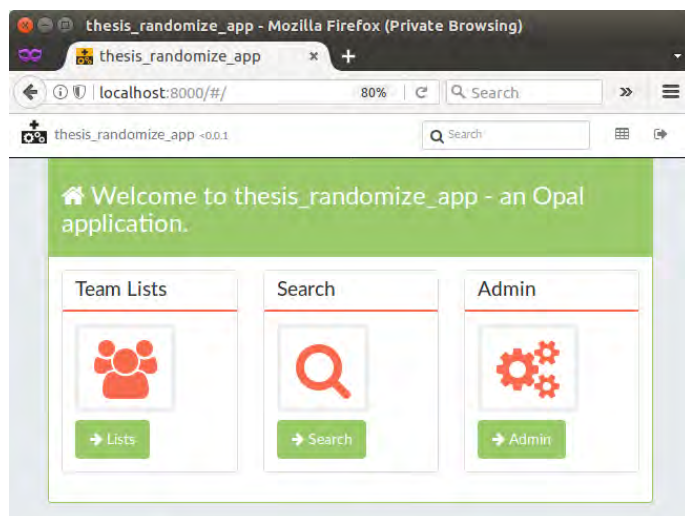 thesis_randomize_app - Mozilla Firefox (Private Browsing)
thesis_randomize_app × +
localhost:8000/#/ 80% Search »
thesis_randomize_app <0.0.1 Search
Welcome to thesis_randomize_app - an Opal
application.
Team Lists Search Admin
Lists Search Admin